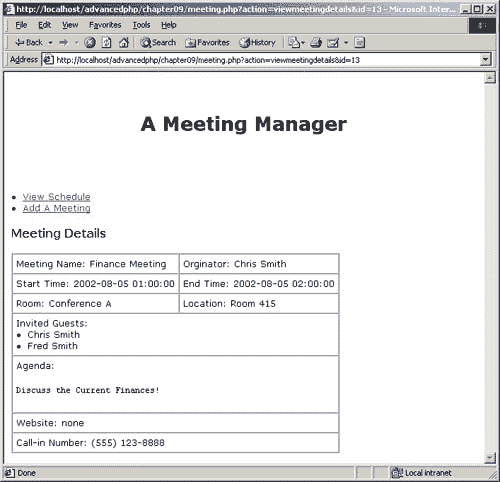 http://localhost/advancedphp/chapter09/meeting.php?action=viewmeetingdetails&id=13 - Microsoft Inter...
File Edit View Favorites Tools Help
Back Search Favorites History
Address http://localhost/advancedphp/chapter09/meeting.php?action=viewmeetingdetails&id=13
A Meeting Manager
• View Schedule
• Add A Meeting
Meeting Details
Meeting Name: Finance Meeting Orginator: Chris Smith
Start Time: 2002-08-05 01:00:00 End Time: 2002-08-05 02:00:00
Room: Conference A Location: Room 415
Invited Guests:
• Chris Smith
• Fred Smith
Agenda:
Discuss the Current Finances!
Website: none
Call-in Number: (555) 123-8888
Done Local intranet